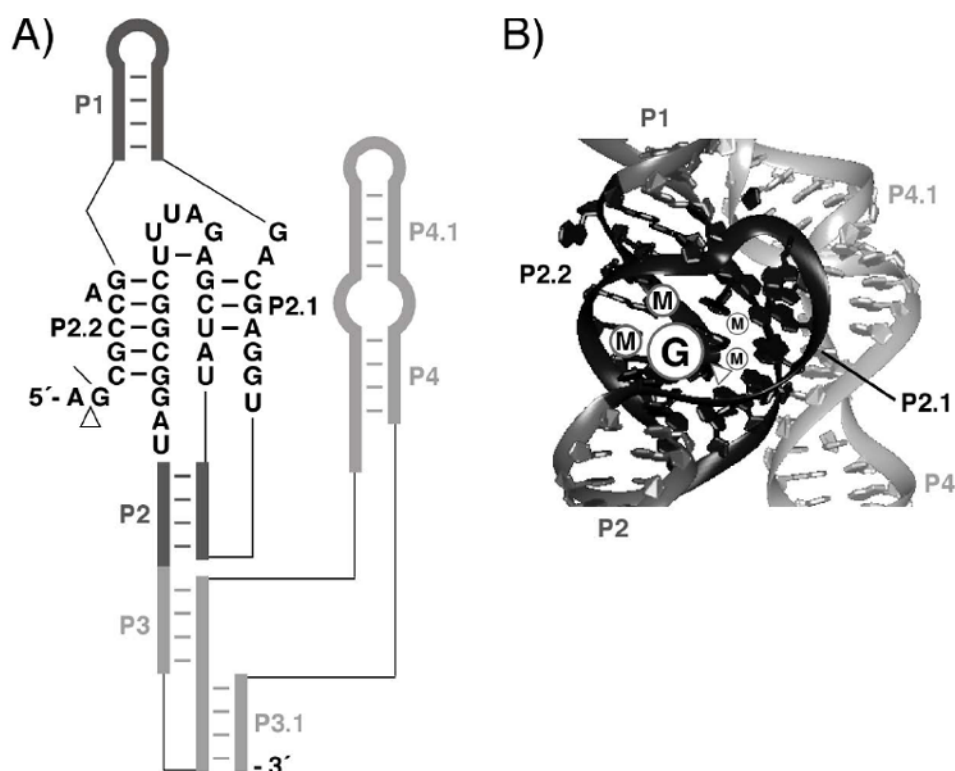 A)
P1
U A
U G G
U A A
G C G C
A C G C G P2.1
P2.2 C G U A
G C A G
C G U G
5´- A G G U
A
U
P2
P3
P3.1
- 3´
P4.1
P4
B)
P1
P4.1
P2.2
M
M
M
G
M
P2.1
P4
P2